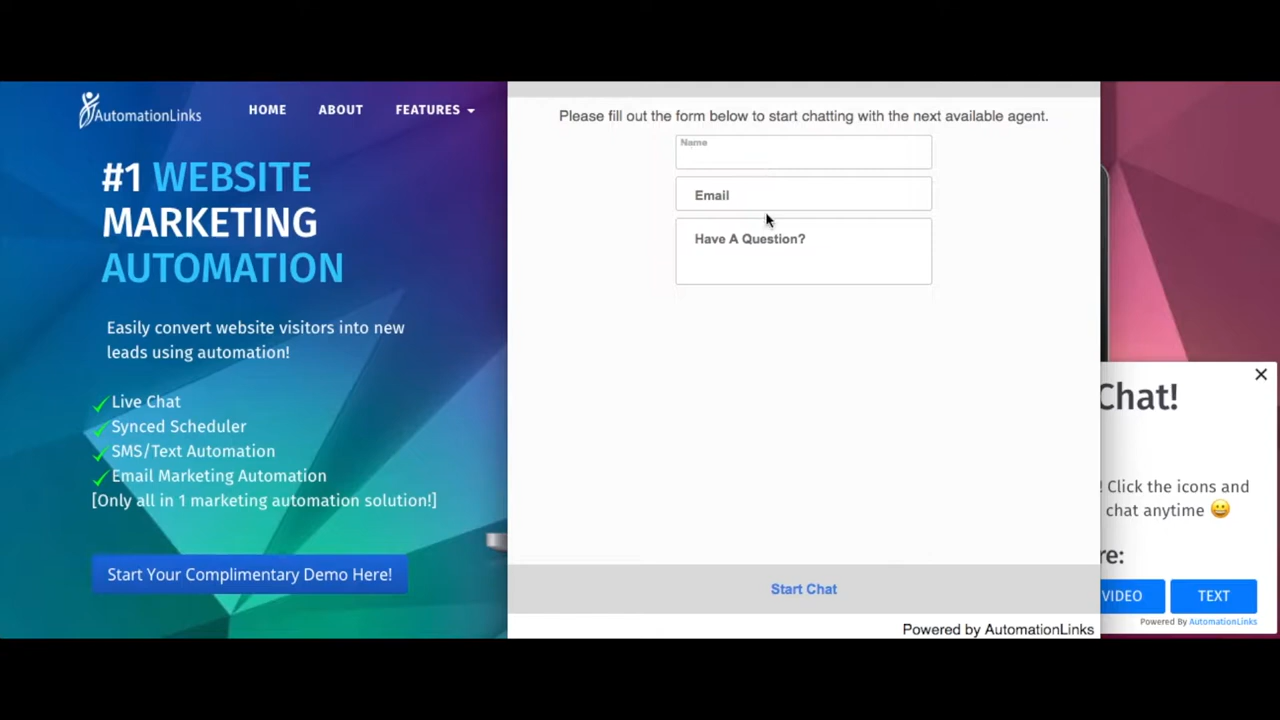 AutomationLinks
HOME
ABOUT
FEATURES
#1 WEBSITE
MARKETING
AUTOMATION
Easily convert website visitors into new
leads using automation!
Live Chat
Synced Scheduler
SMS/Text Automation
Email Marketing Automation
[Only all in 1 marketing automation solution!]
Start Your Complimentary Demo Here!
Please fill out the form below to start chatting with the next available agent.
Name
Email
Have A Question?
Start Chat
Powered by AutomationLinks
Chat!
! Click the icons and
chat anytime 😀
re:
VIDEO
TEXT
Powered By AutomationLinks